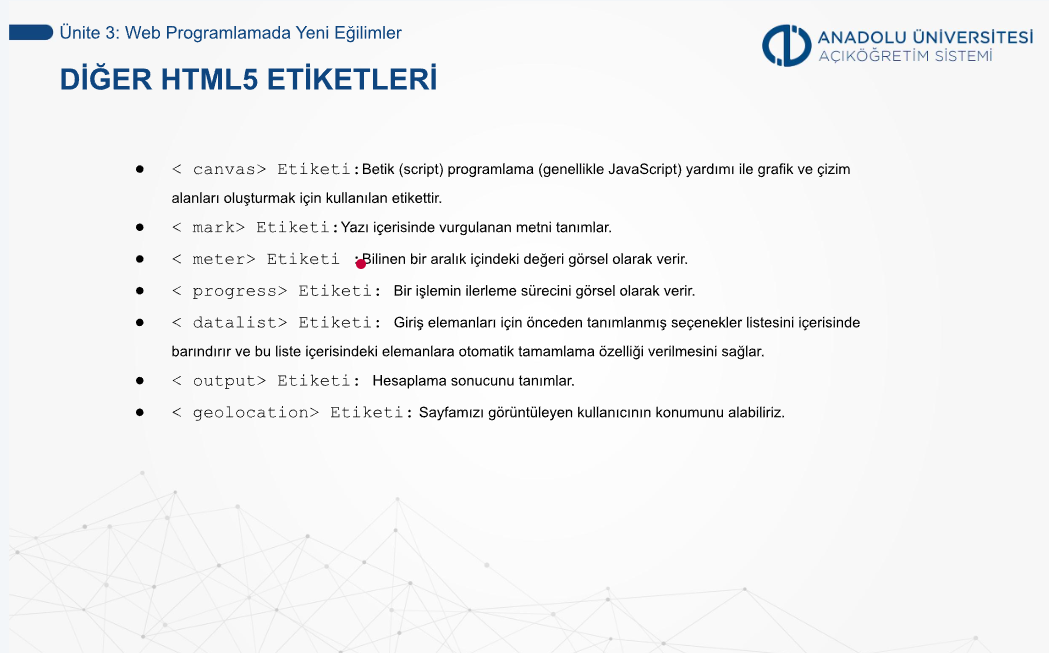 Ünite 3: Web Programlamada Yeni Eğilimler
ANADOLU ÜNİVERSİTESİ
AÇIKÖĞRETİM SİSTEMİ
DİĞER HTML5 ETİKETLERİ
● < canvas> Etiketi:Betik (script) programlama (genellikle JavaScript) yardımı ile grafik ve çizim
alanları oluşturmak için kullanılan etikettir.
● < mark> Etiketi:Yazı içerisinde vurgulanan metni tanımlar.
● < meter> Etiketi :Bilinen bir aralık içindeki değeri görsel olarak verir.
● < progress> Etiketi: Bir işlemin ilerleme sürecini görsel olarak verir.
● < datalist> Etiketi: Giriş elemanları için önceden tanımlanmış seçenekler listesini içerisinde
barındırır ve bu liste içerisindeki elemanlara otomatik tamamlama özelliği verilmesini sağlar.
● < output> Etiketi: Hesaplama sonucunu tanımlar.
● < geolocation> Etiketi: Sayfamızı görüntüleyen kullanıcının konumunu alabiliriz.